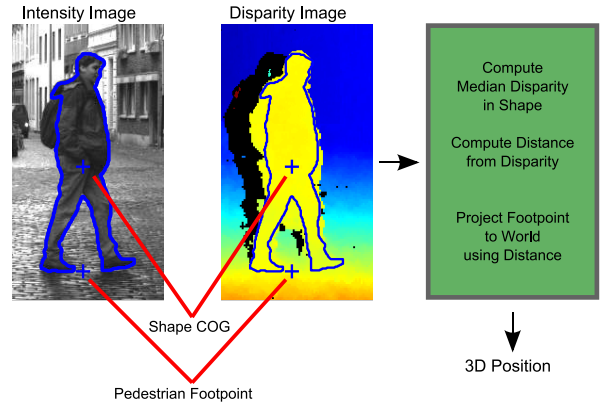 Intensity Image
Disparity Image
Compute
Median Disparity
in Shape
Compute Distance
from Disparity
Project Footpoint
to World
using Distance
Shape COG
3D Position
Pedestrian Footpoint